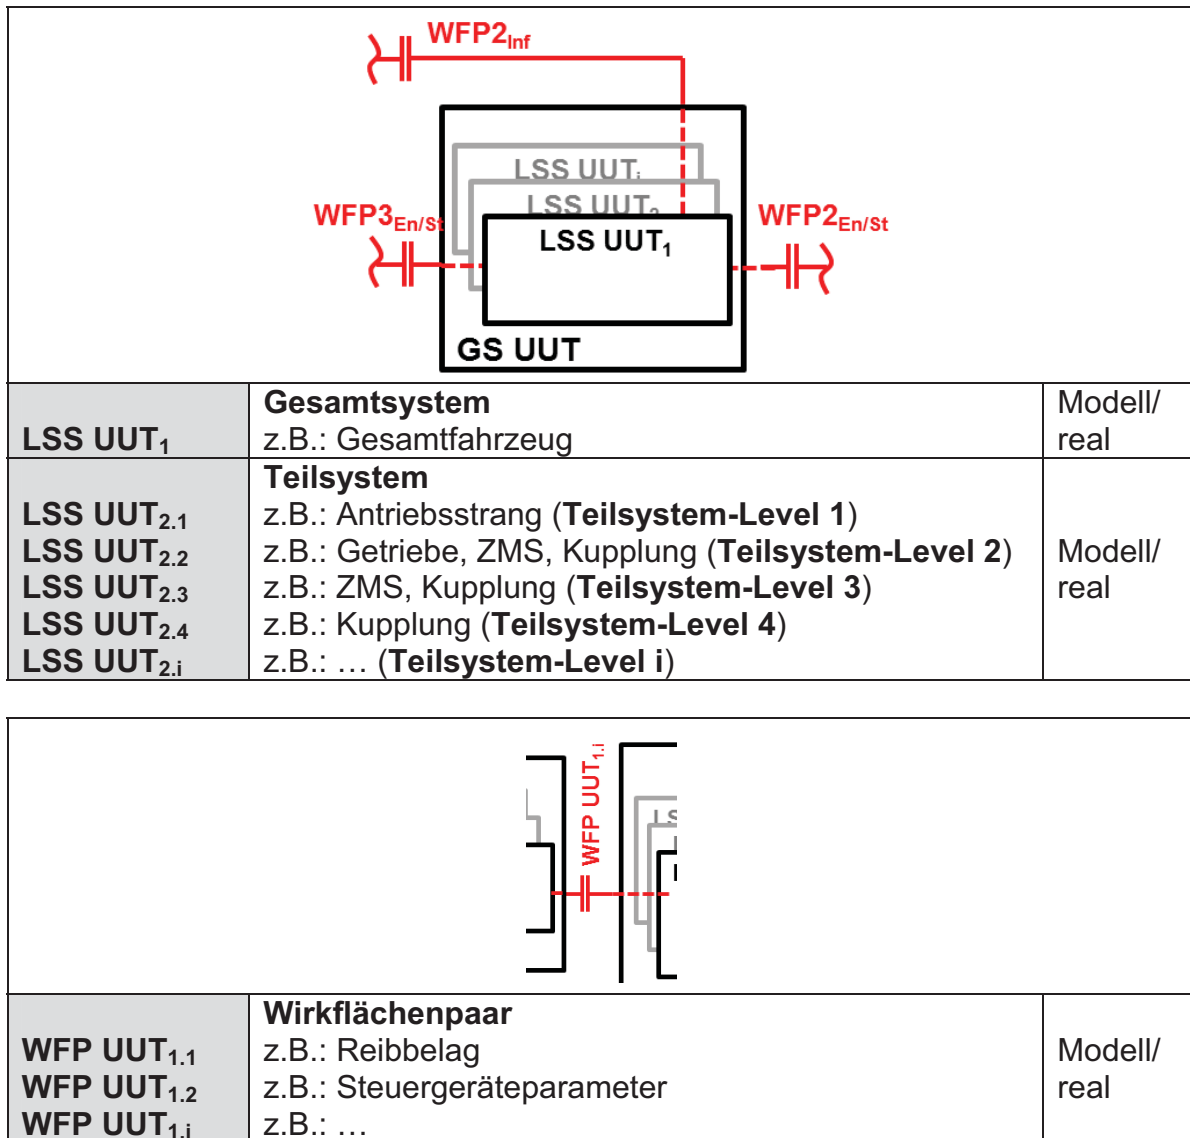 WFP2Inf
LSS UUTi
LSS UUT2
WFP3En/St
WFP2En/St
LSS UUT1
GS UUT
Gesamtsystem
Modell/
LSS UUT1
z.B.: Gesamtfahrzeug
real
Teilsystem
LSS UUT2.1
z.B.: Antriebsstrang (Teilsystem-Level 1)
LSS UUT2.2
z.B.: Getriebe, ZMS, Kupplung (Teilsystem-Level 2)
Modell/
LSS UUT2.3
z.B.: ZMS, Kupplung (Teilsystem-Level 3)
real
LSS UUT2.4
z.B.: Kupplung (Teilsystem-Level 4)
LSS UUT2.i
z.B.: … (Teilsystem-Level i)
WFP UUT1.i
Wirkflächenpaar
WFP UUT1.1
z.B.: Reibbelag
Modell/
WFP UUT1.2
z.B.: Steuergeräteparameter
real
WFP UUT1.i
z.B.: …